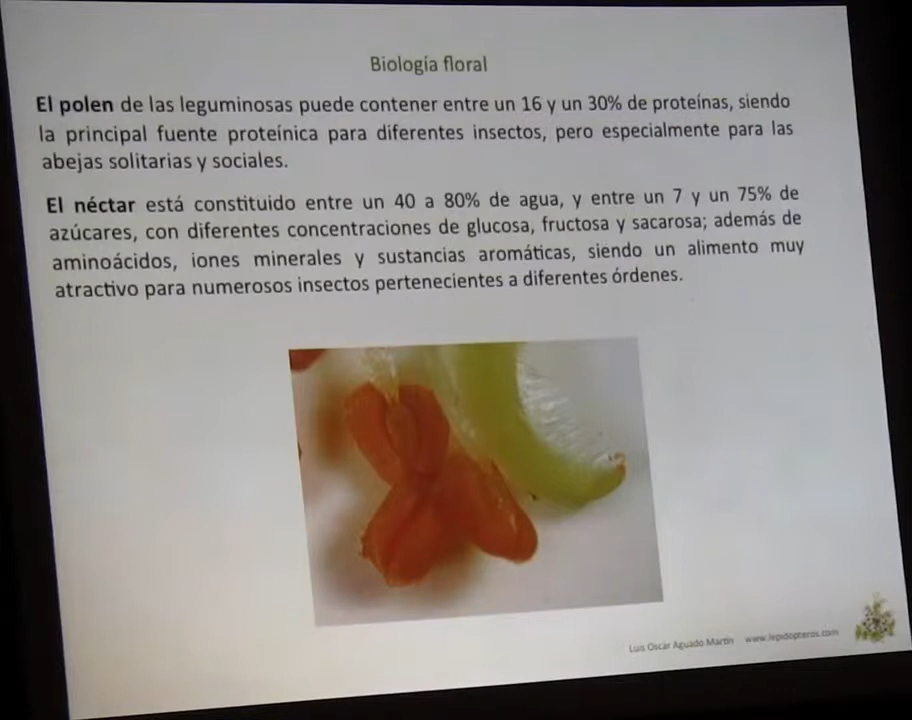 Biología floral
El polen de las leguminosas puede contener entre un 16 y un 30% de proteínas, siendo
la principal fuente proteínica para diferentes insectos, pero especialmente para las
abejas solitarias y sociales.
El néctar está constituido entre un 40 a 80% de agua, y entre un 7 y un 75% de
azúcares, con diferentes concentraciones de glucosa, fructosa y sacarosa; además de
aminoácidos, iones minerales y sustancias aromáticas, siendo un alimento muy
atractivo para numerosos insectos pertenecientes a diferentes órdenes.
Luis Oscar Aguado Martín www.lepidopteros.com